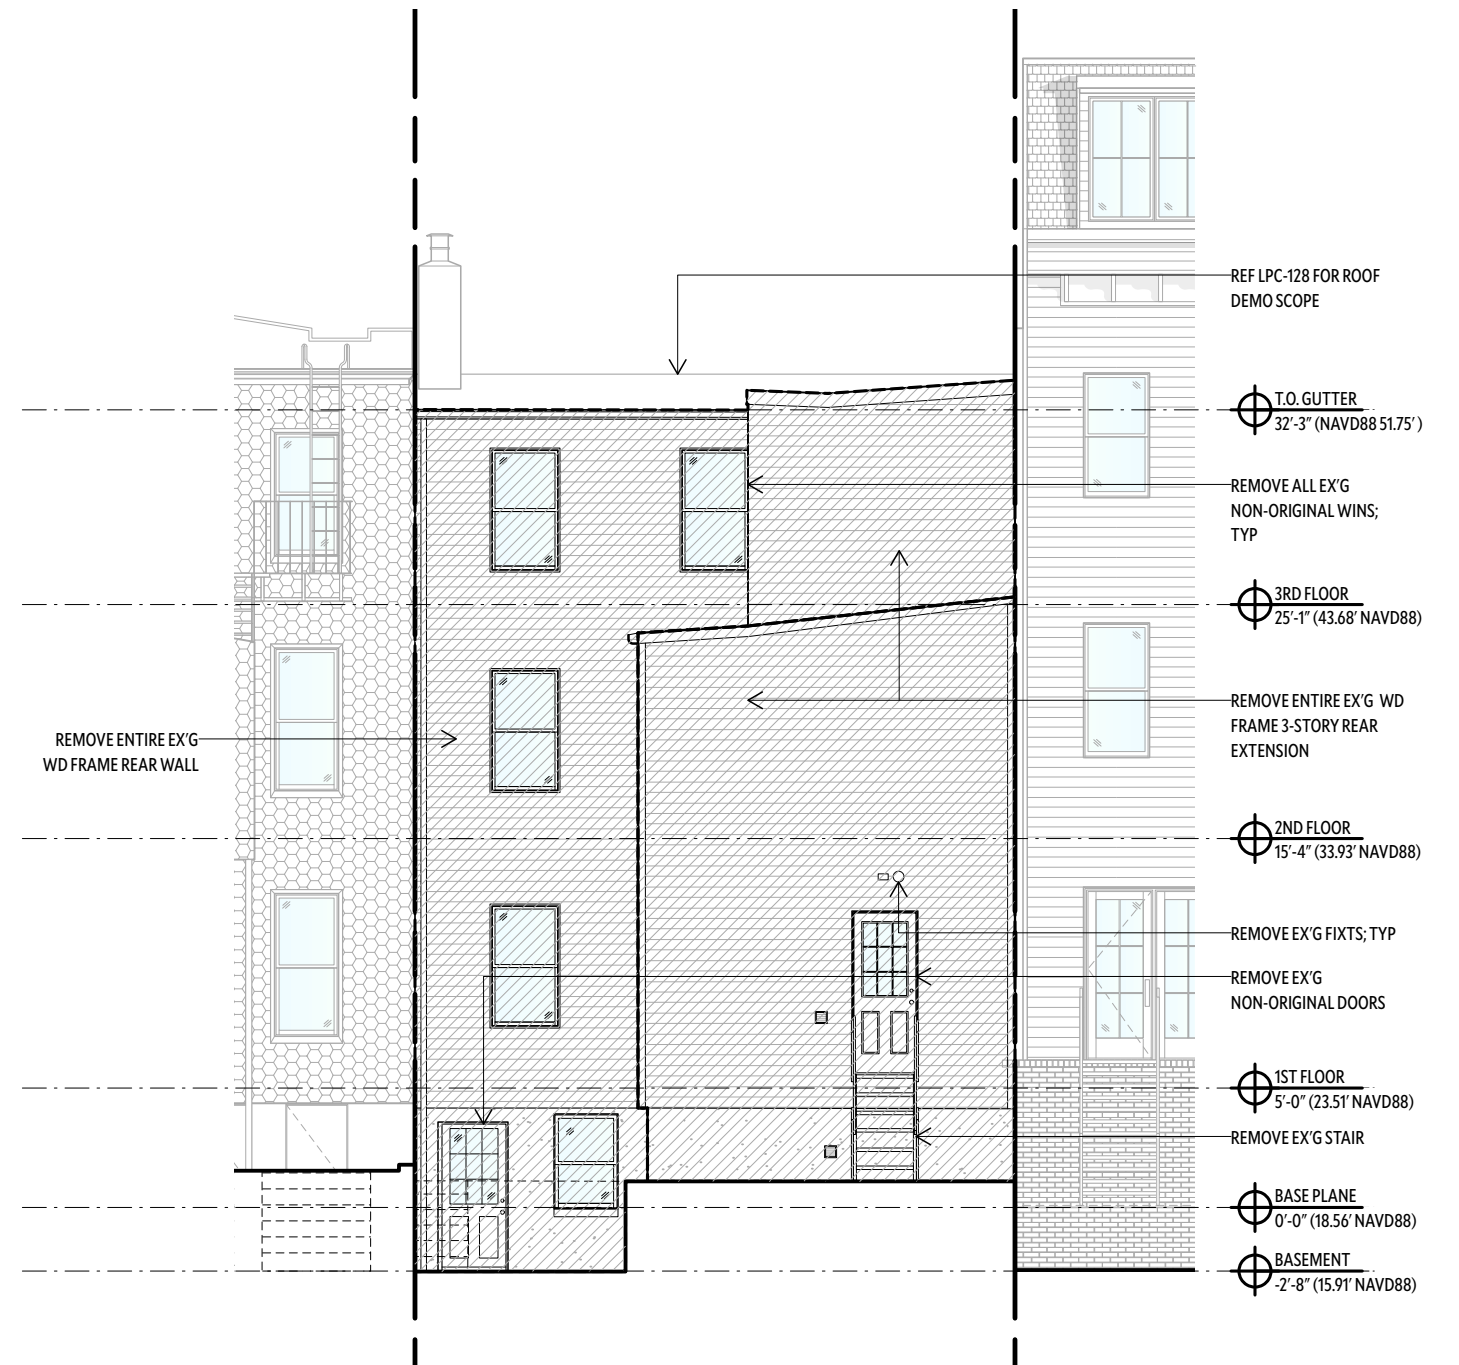 REF LPC-128 FOR ROOF
DEMO SCOPE
T.O. GUTTER
32'-3" (NAVD88 51.75')
REMOVE ALL EX'G
NON-ORIGINAL WINS;
TYP
3RD FLOOR
25'-1" (43.68' NAVD88)
REMOVE ENTIRE EX'G WD
FRAME 3-STORY REAR
EXTENSION
REMOVE ENTIRE EX'G
WD FRAME REAR WALL
2ND FLOOR
15'-4" (33.93' NAVD88)
REMOVE EX'G FIXTS; TYP
REMOVE EX'G
NON-ORIGINAL DOORS
1ST FLOOR
5'-0" (23.51' NAVD88)
REMOVE EX'G STAIR
BASE PLANE
0'-0" (18.56' NAVD88)
BASEMENT
-2'-8" (15.91' NAVD88)